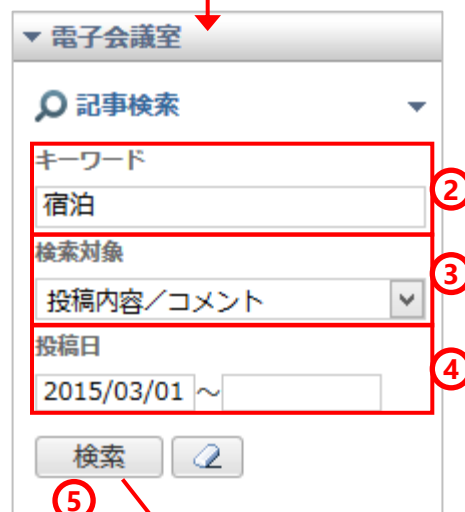 電子会議室
記事検索
キーワード
宿泊
②
検索対象
投稿内容／コメント
③
投稿日
2015/03/01 ～
④
検索
⑤